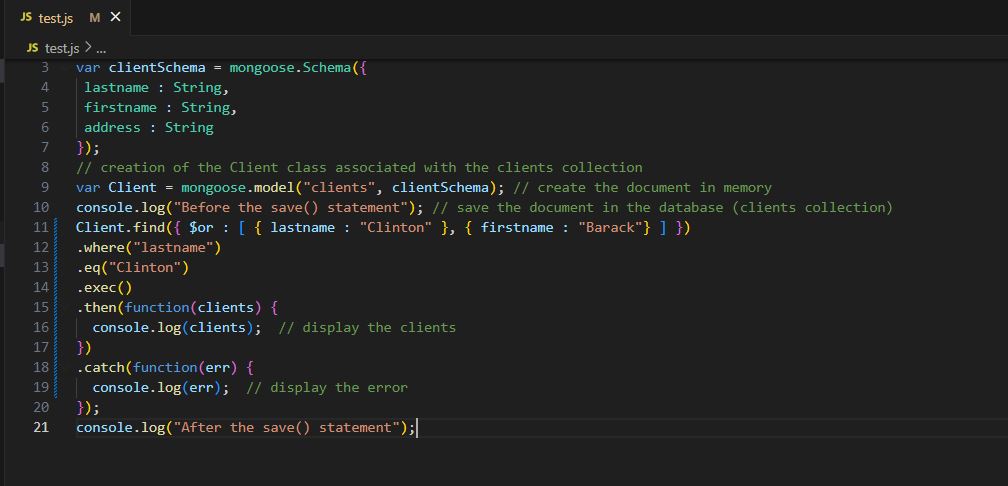 JS test.js M ×
JS test.js > ...
3 var clientSchema = mongoose.Schema({
4 lastname : String,
5 firstname : String,
6 address : String
7 });
8 // creation of the Client class associated with the clients collection
9 var Client = mongoose.model("clients", clientSchema); // create the document in memory
10 console.log("Before the save() statement"); // save the document in the database (clients collection)
11 Client.find({ $or : [ { lastname : "Clinton" }, { firstname : "Barack"} ] })
12 .where("lastname")
13 .eq("Clinton")
14 .exec()
15 .then(function(clients) {
16 console.log(clients);  // display the clients
17 })
18 .catch(function(err) {
19 console.log(err);  // display the error
20 });
21 console.log("After the save() statement");